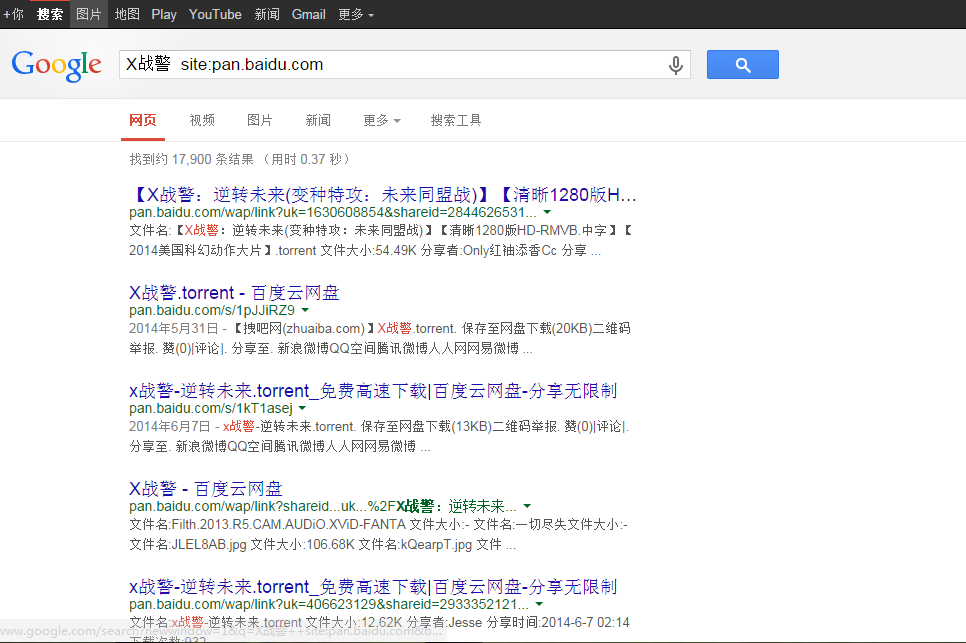 +你 搜索 图片 地图 Play YouTube 新闻 Gmail 更多
Google X战警 site:pan.baidu.com
网页 视频 图片 新闻 更多 搜索工具
找到约 17,900 条结果 （用时 0.37 秒）
【X战警：逆转未来(变种特攻：未来同盟战)】【清晰1280版H...
pan.baidu.com/wap/link?uk=1630608854&shareid=2844626531...
文件名:【X战警：逆转未来(变种特攻：未来同盟战)】【清晰1280版HD-RMVB.中字】【
2014美国科幻动作大片】.torrent 文件大小:54.49K 分享者:Only红袖添香Cc 分享 ...
X战警.torrent - 百度云网盘
pan.baidu.com/s/1pJJiRZ9
2014年5月31日 - 【拽吧网(zhuaiba.com)】X战警.torrent. 保存至网盘下载(20KB)二维码
举报. 赞(0)|评论|. 分享至. 新浪微博QQ空间腾讯微博人人网网易微博 ...
x战警-逆转未来.torrent_免费高速下载|百度云网盘-分享无限制
pan.baidu.com/s/1kT1asej
2014年6月7日 - x战警-逆转未来.torrent. 保存至网盘下载(13KB)二维码举报. 赞(0)|评论|.
分享至. 新浪微博QQ空间腾讯微博人人网网易微博 ...
X战警 - 百度云网盘
pan.baidu.com/wap/link?shareid...uk...%2FX战警：逆转未来...
文件名:Filth.2013.R5.CAM.AUDiO.XViD-FANTA 文件大小:- 文件名:一切尽失文件大小:-
文件名:JLEL8AB.jpg 文件大小:106.68K 文件名:kQearpT.jpg 文件 ...
x战警-逆转未来.torrent_免费高速下载|百度云网盘-分享无限制
pan.baidu.com/wap/link?uk=406623129&shareid=2933352121...
文件名:x战警-逆转未来.torrent 文件大小:12.62K 分享者:Jesse 分享时间:2014-6-7 02:14
下载次数:932
www.google.com/search?newwindow=1&q=X战警++site:pan.baidu.com&b...